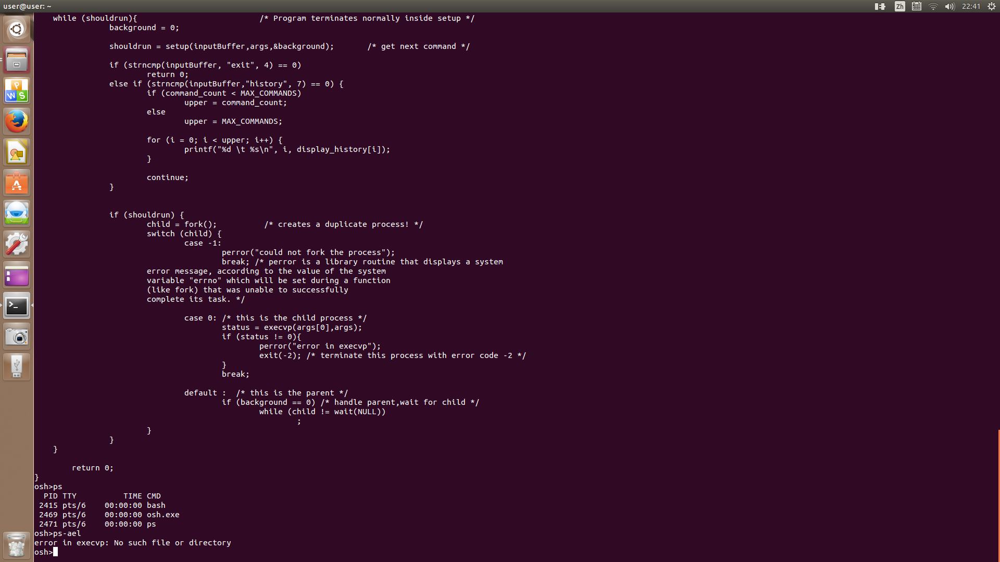 user@user: ~
Zh
22:41
while (shouldrun){ /* Program terminates normally inside setup */
background = 0;
shouldrun = setup(inputBuffer,args,&background); /* get next command */
if (strncmp(inputBuffer, "exit", 4) == 0)
return 0;
else if (strncmp(inputBuffer,"history", 7) == 0) {
if (command_count < MAX_COMMANDS)
upper = command_count;
else
upper = MAX_COMMANDS;
for (i = 0; i < upper; i++) {
printf("%d \t %s\n", i, display_history[i]);
}
continue;
}
if (shouldrun) {
child = fork(); /* creates a duplicate process! */
switch (child) {
case -1:
perror("could not fork the process");
break; /* perror is a library routine that displays a system
error message, according to the value of the system
variable "errno" which will be set during a function
(like fork) that was unable to successfully
complete its task. */
case 0: /* this is the child process */
status = execvp(args[0],args);
if (status != 0){
perror("error in execvp");
exit(-2); /* terminate this process with error code -2 */
}
break;
default : /* this is the parent */
if (background == 0) /* handle parent,wait for child */
while (child != wait(NULL))
;
}
}
}
return 0;
}
osh>ps
PID TTY TIME CMD
2415 pts/6 00:00:00 bash
2469 pts/6 00:00:00 osh.exe
2471 pts/6 00:00:00 ps
osh>ps-ael
error in execvp: No such file or directory
osh>
P
W S
A
>_